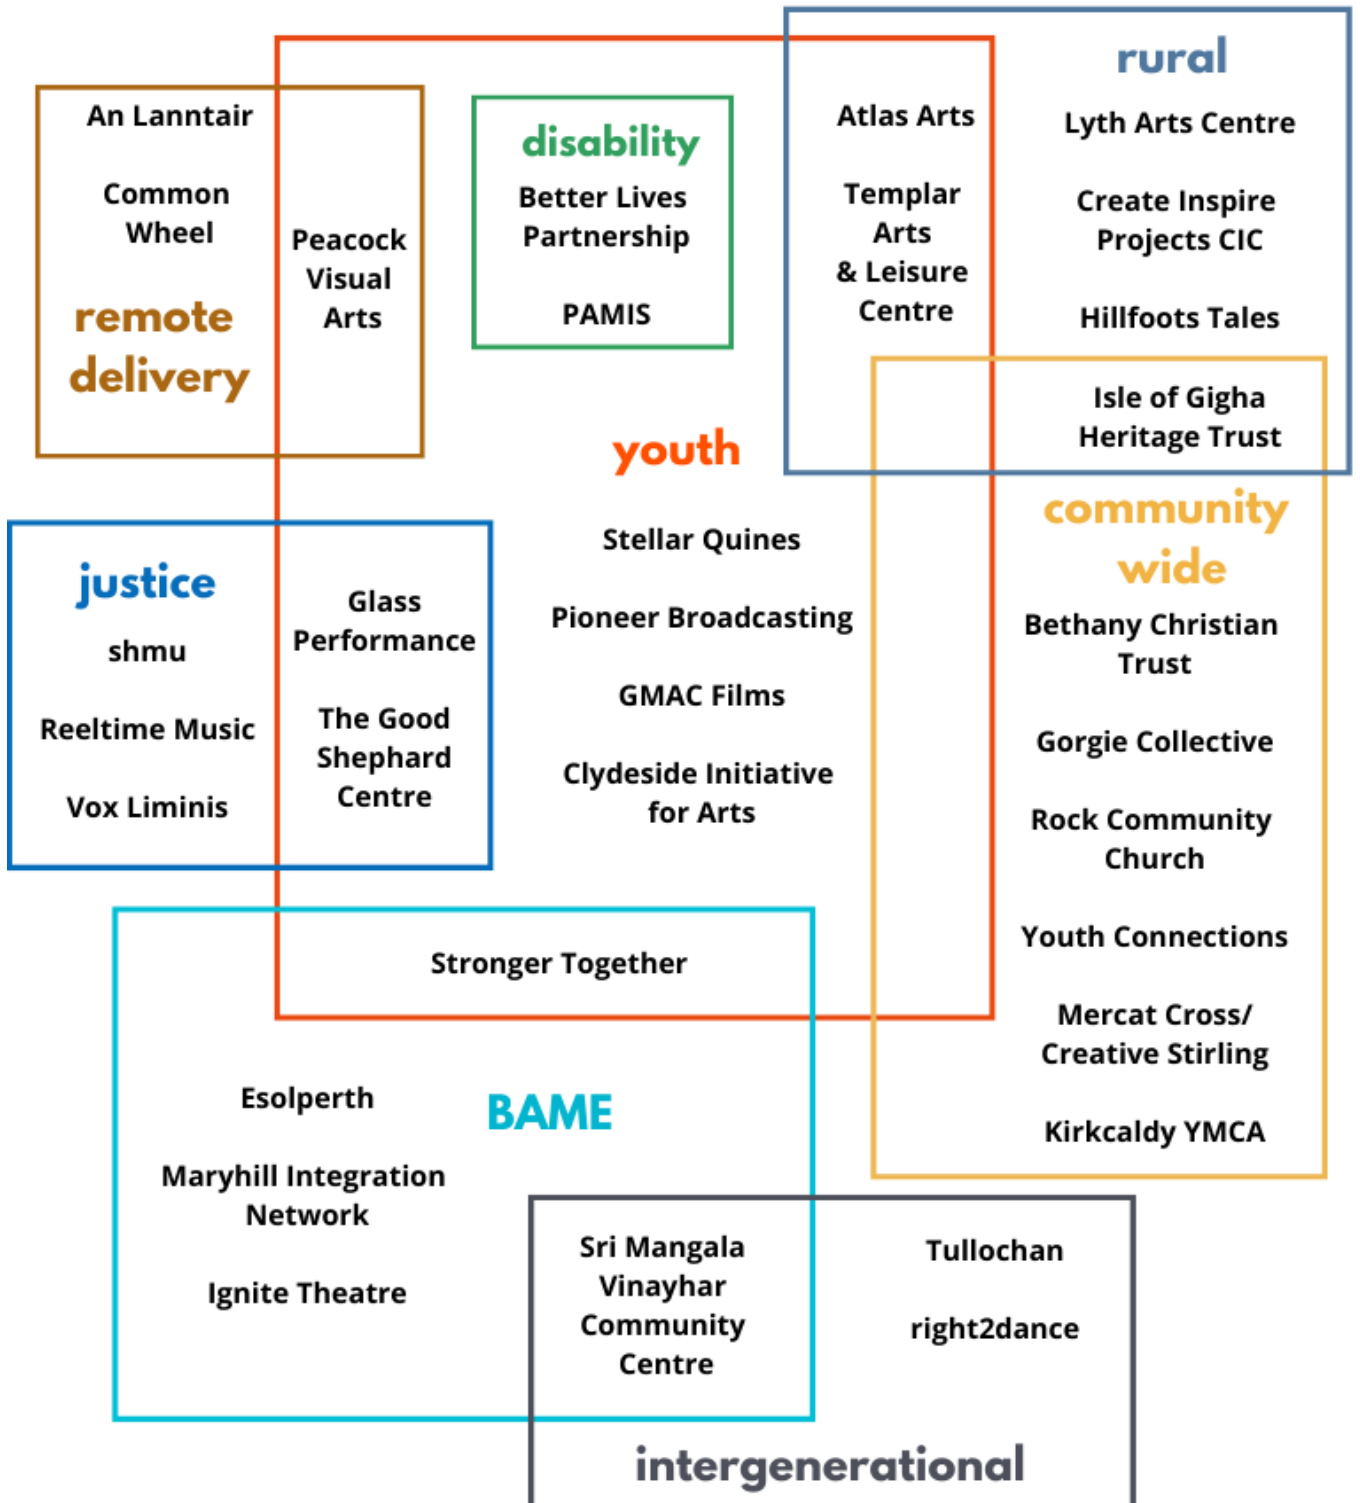 An Lanntair
Common
Wheel
remote
delivery
Peacock
Visual
Arts
disability
Better Lives
Partnership
PAMIS
Atlas Arts
Templar
Arts
& Leisure
Centre
rural
Lyth Arts Centre
Create Inspire
Projects CIC
Hillfoots Tales
Isle of Gigha
Heritage Trust
youth
Stellar Quines
Pioneer Broadcasting
GMAC Films
Clydeside Initiative
for Arts
community
wide
Bethany Christian
Trust
Gorgie Collective
Rock Community
Church
Youth Connections
Mercat Cross/
Creative Stirling
Kirkcaldy YMCA
justice
shmu
Reeltime Music
Vox Liminis
Glass
Performance
The Good
Shephard
Centre
Stronger Together
BAME
Esolperth
Maryhill Integration
Network
Ignite Theatre
Sri Mangala
Vinayhar
Community
Centre
Tullochan
right2dance
intergenerational